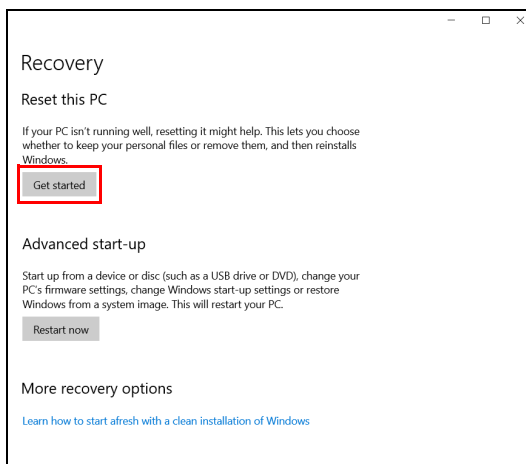 Recovery
Reset this PC
If your PC isn't running well, resetting it might help. This lets you choose
whether to keep your personal files or remove them, and then reinstalls
Windows.
Get started
Advanced start-up
Start up from a device or disc (such as a USB drive or DVD), change your
PC's firmware settings, change Windows start-up settings or restore
Windows from a system image. This will restart your PC.
Restart now
More recovery options
Learn how to start afresh with a clean installation of Windows